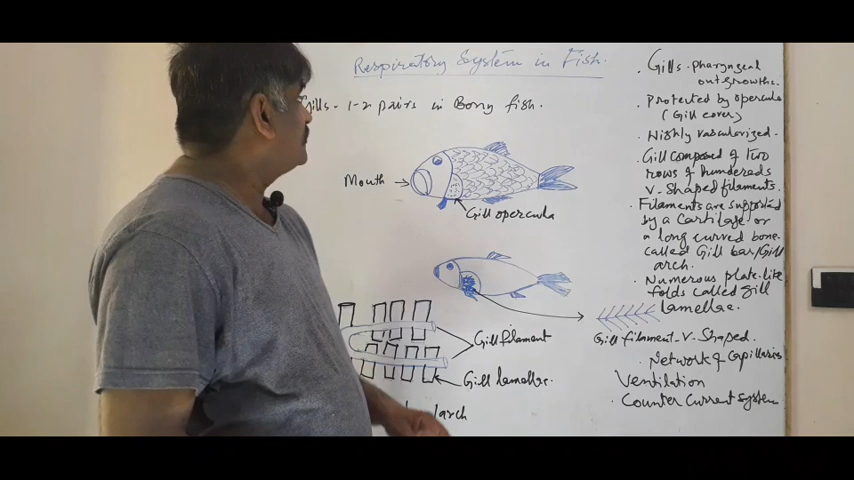 Respiratory System in Fish.
Gills - 1-2 pairs in Bony fish.
Mouth
Gill opercula
Gill filament
Gill lamellae.
arch
. Gills. pharyngeal
outgrowths.
. Protected by opercula
(Gill cover)
. Highly vascularized.
. Gill composed of two
rows of hundereds
V-Shaped filaments.
. Filaments are supported
by a cartilage or
a long curved bone
called Gill bar/Gill
arch.
. Numerous plate-like
folds called gill
lamellae.
Gill filament-V-Shaped.
. Network of Capillaries
Ventilation
. Counter current system